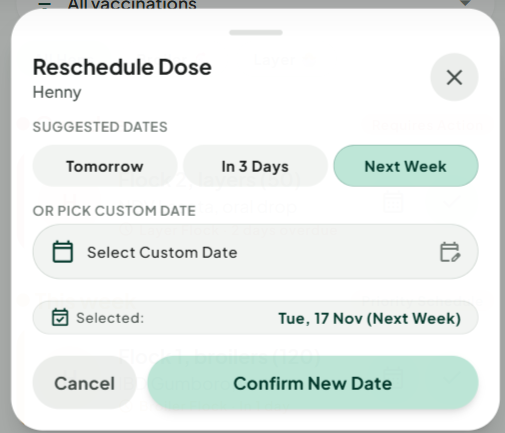 All vaccinations
Reschedule Dose
Henny
SUGGESTED DATES
Tomorrow
In 3 Days
Next Week
OR PICK CUSTOM DATE
Select Custom Date
Selected:
Tue, 17 Nov (Next Week)
Cancel
Confirm New Date